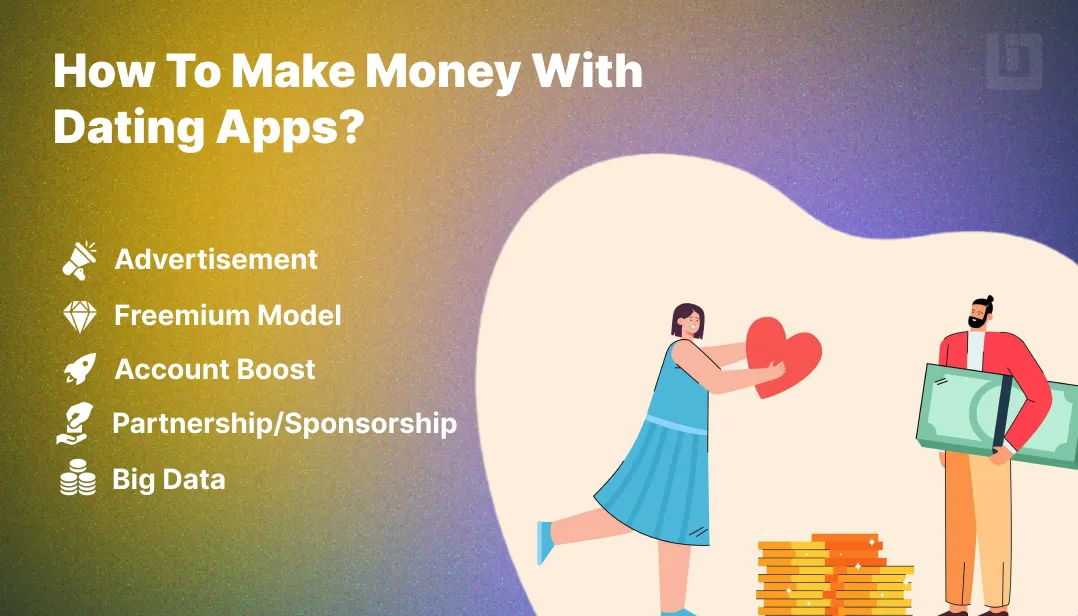 How To Make Money With
Dating Apps?
Advertisement
Freemium Model
Account Boost
Partnership/Sponsorship
Big Data